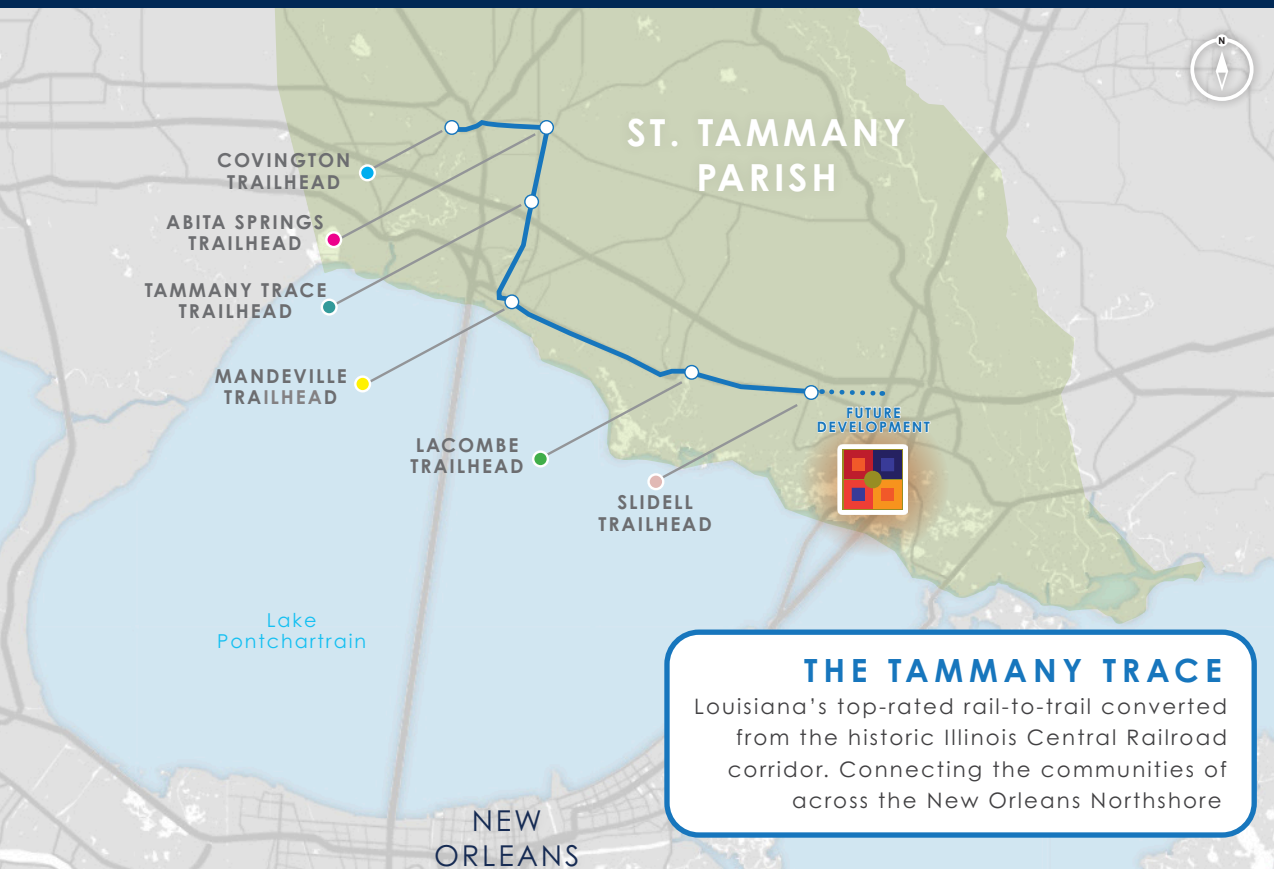 N
ST. TAMMANY
PARISH
COVINGTON
TRAILHEAD
ABITA SPRINGS
TRAILHEAD
TAMMANY TRACE
TRAILHEAD
MANDEVILLE
TRAILHEAD
LACOMBE
TRAILHEAD
SLIDELL
TRAILHEAD
FUTURE
DEVELOPMENT
Lake
Pontchartrain
THE TAMMANY TRACE
Louisiana’s top-rated rail-to-trail converted
from the historic Illinois Central Railroad
corridor. Connecting the communities of
across the New Orleans Northshore
NEW
ORLEANS